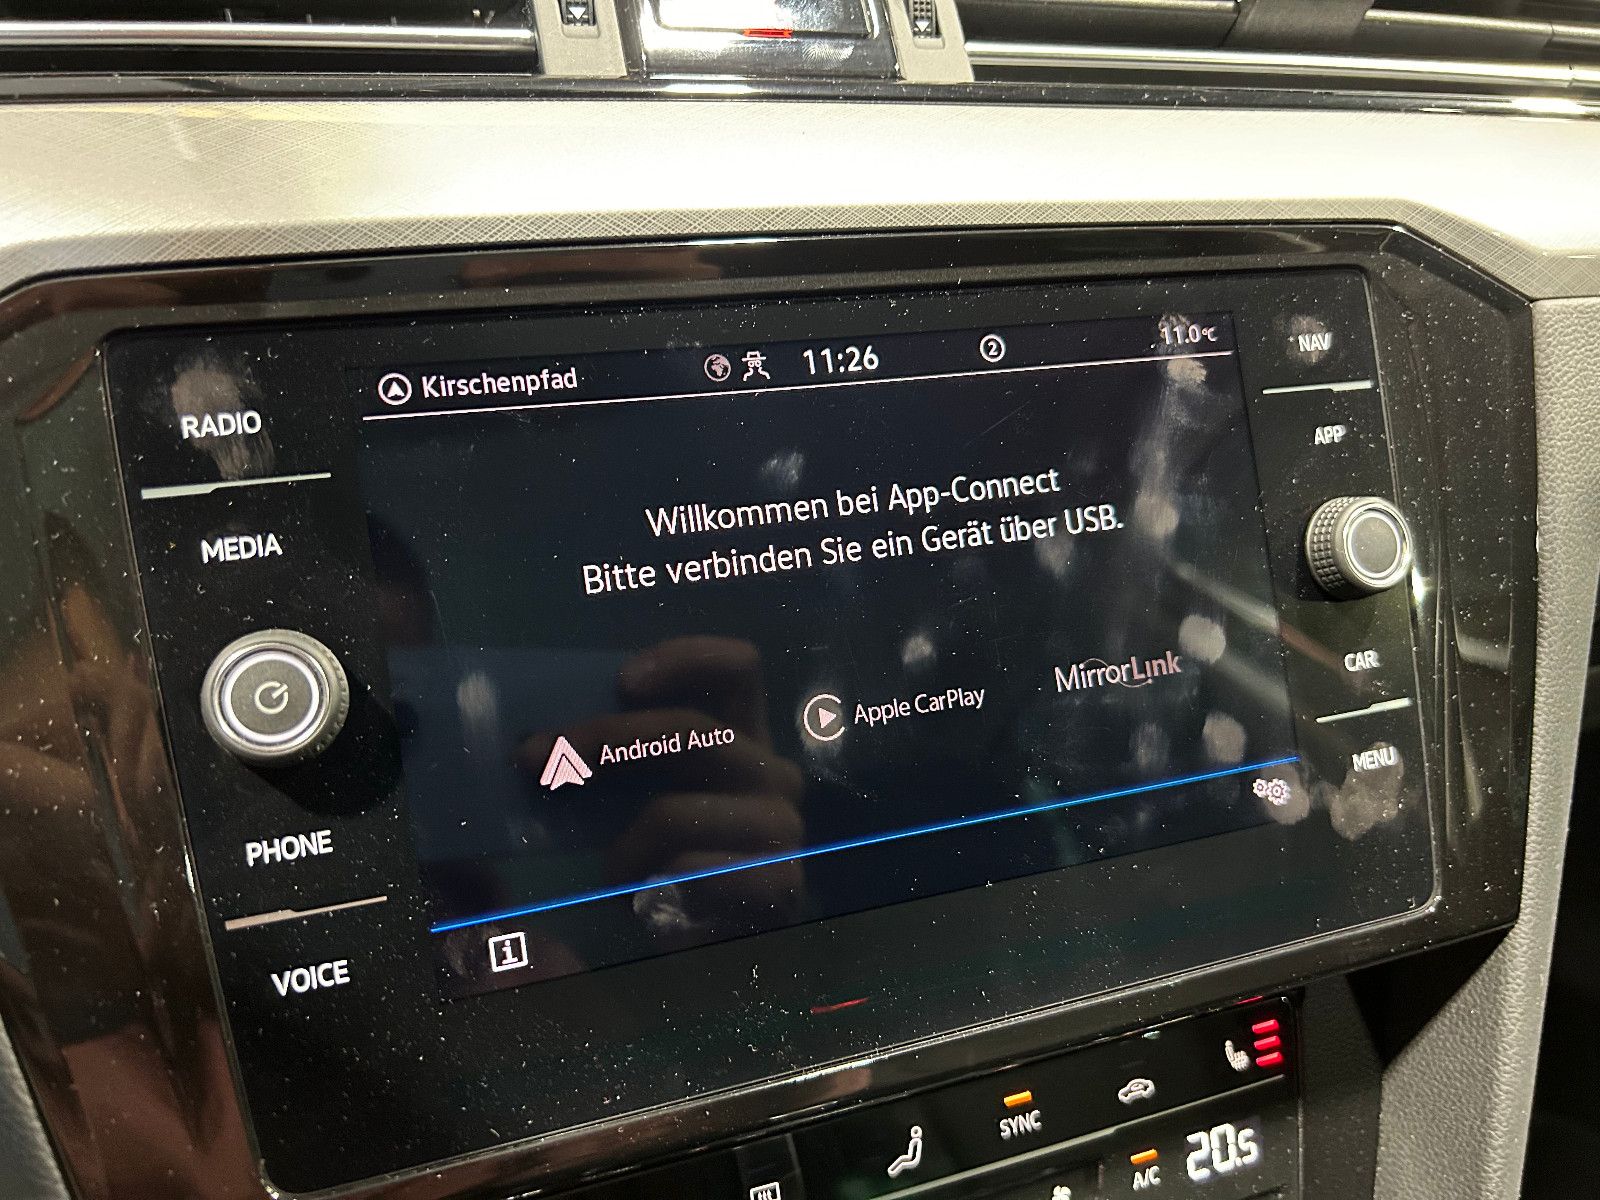 Kirschenpfad 11:26 2 11.0°C
Willkommen bei App-Connect
Bitte verbinden Sie ein Gerät über USB.
Android Auto Apple CarPlay MirrorLink
i
RADIO
MEDIA
PHONE
VOICE
NAV
APP
CAR
MENU
SYNC
A/C 20.5